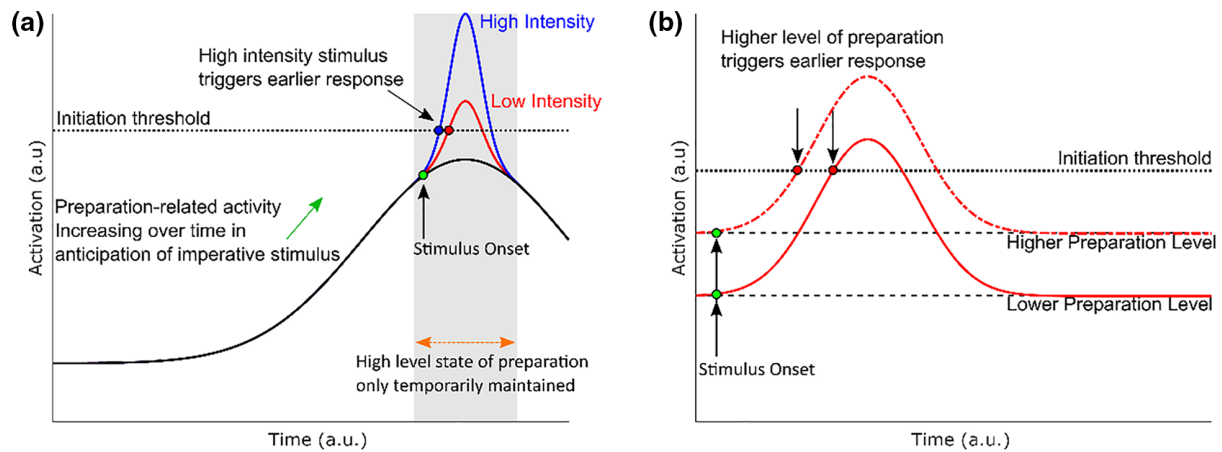 (a)
High Intensity
High intensity stimulus
triggers earlier response
Low Intensity
Initiation threshold
Activation (a.u)
Preparation-related activity
Increasing over time in
anticipation of imperative stimulus
Stimulus Onset
High level state of preparation
only temporarily maintained
Time (a.u.)
(b)
Higher level of preparation
triggers earlier response
Initiation threshold
Activation (a.u.)
Higher Preparation Level
Lower Preparation Level
Stimulus Onset
Time (a.u.)